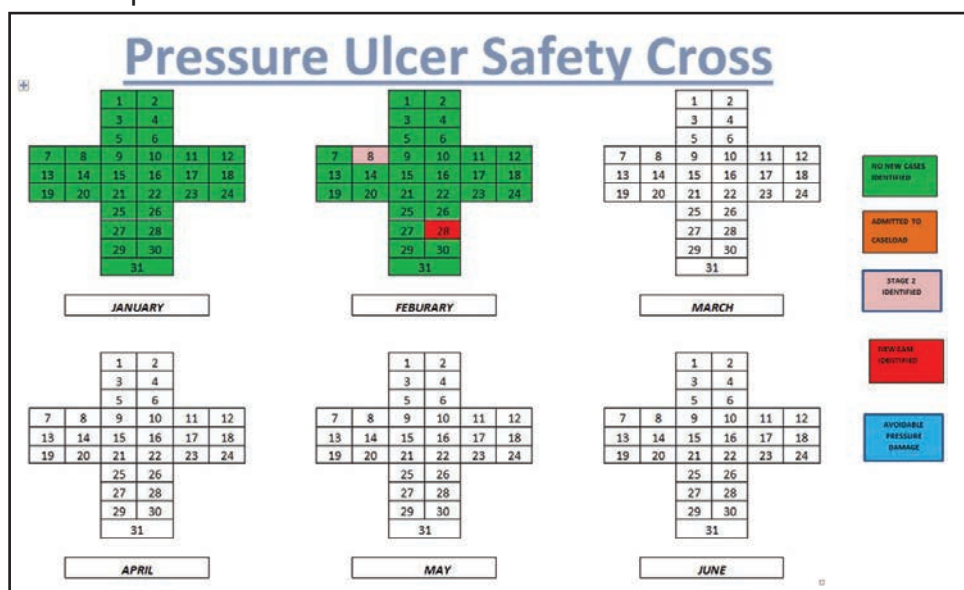 Pressure Ulcer Safety Cross
1 2
3 4
5 6
7 8 9 10 11 12
13 14 15 16 17 18
19 20 21 22 23 24
25 26
27 28
29 30
31
JANUARY
1 2
3 4
5 6
7 8 9 10 11 12
13 14 15 16 17 18
19 20 21 22 23 24
25 26
27 28
29 30
31
FEBURARY
1 2
3 4
5 6
7 8 9 10 11 12
13 14 15 16 17 18
19 20 21 22 23 24
25 26
27 28
29 30
31
MARCH
NO NEW CASES
IDENTIFIED
ADMITTED TO
CASELOAD
STAGE 2
IDENTIFIED
NEW CASE
IDENTIFIED
AVOIDABLE
PRESSURE
DAMAGE
1 2
3 4
5 6
7 8 9 10 11 12
13 14 15 16 17 18
19 20 21 22 23 24
25 26
27 28
29 30
31
APRIL
1 2
3 4
5 6
7 8 9 10 11 12
13 14 15 16 17 18
19 20 21 22 23 24
25 26
27 28
29 30
31
MAY
1 2
3 4
5 6
7 8 9 10 11 12
13 14 15 16 17 18
19 20 21 22 23 24
25 26
27 28
29 30
31
JUNE